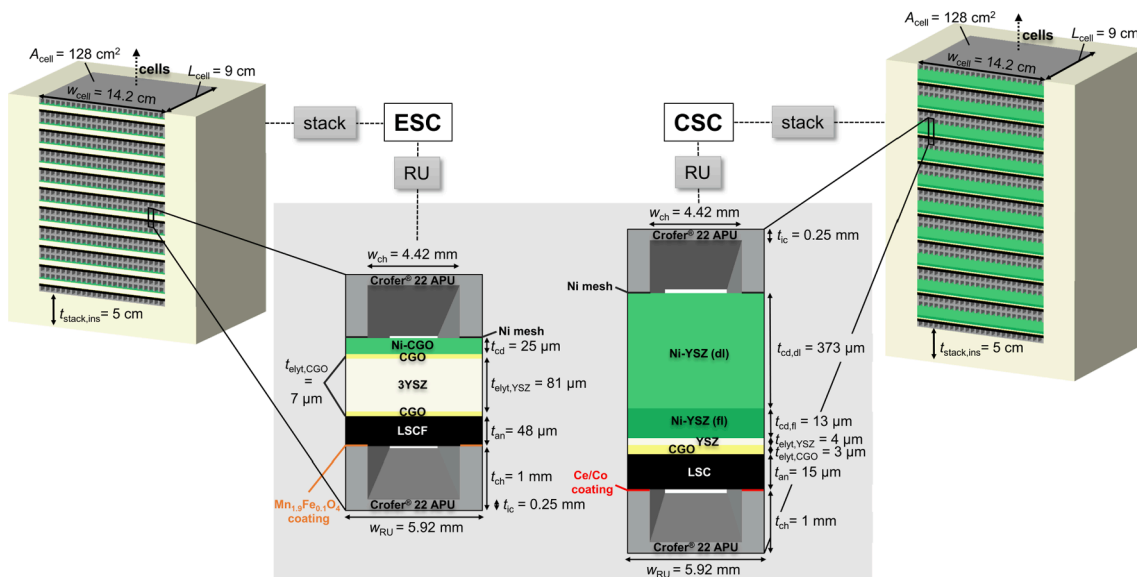 A_cell = 128 cm²
cells
L_cell = 9 cm
w_cell = 14.2 cm
t_stack,ins = 5 cm
stack
ESC
RU
w_ch = 4.42 mm
Crofer® 22 APU
Ni mesh
Ni-CGO
t_cd = 25 µm
CGO
t_elyt,CGO
=
7 µm
3YSZ
t_elyt,YSZ = 81 µm
CGO
LSCF
t_an = 48 µm
t_ch = 1 mm
Mn₁.₉Fe₀.₁O₄
coating
Crofer® 22 APU
t_ic = 0.25 mm
w_RU = 5.92 mm
CSC
stack
RU
w_ch = 4.42 mm
Crofer® 22 APU
t_ic = 0.25 mm
Ni mesh
Ni-YSZ (dl)
t_cd,dl = 373 µm
Ni-YSZ (fl)
t_cd,fl = 13 µm
YSZ
t_elyt,YSZ = 4 µm
CGO
t_elyt,CGO = 3 µm
LSC
t_an = 15 µm
Ce/Co
coating
t_ch = 1 mm
Crofer® 22 APU
w_RU = 5.92 mm
A_cell = 128 cm²
cells
L_cell = 9 cm
w_cell = 14.2 cm
t_stack,ins = 5 cm